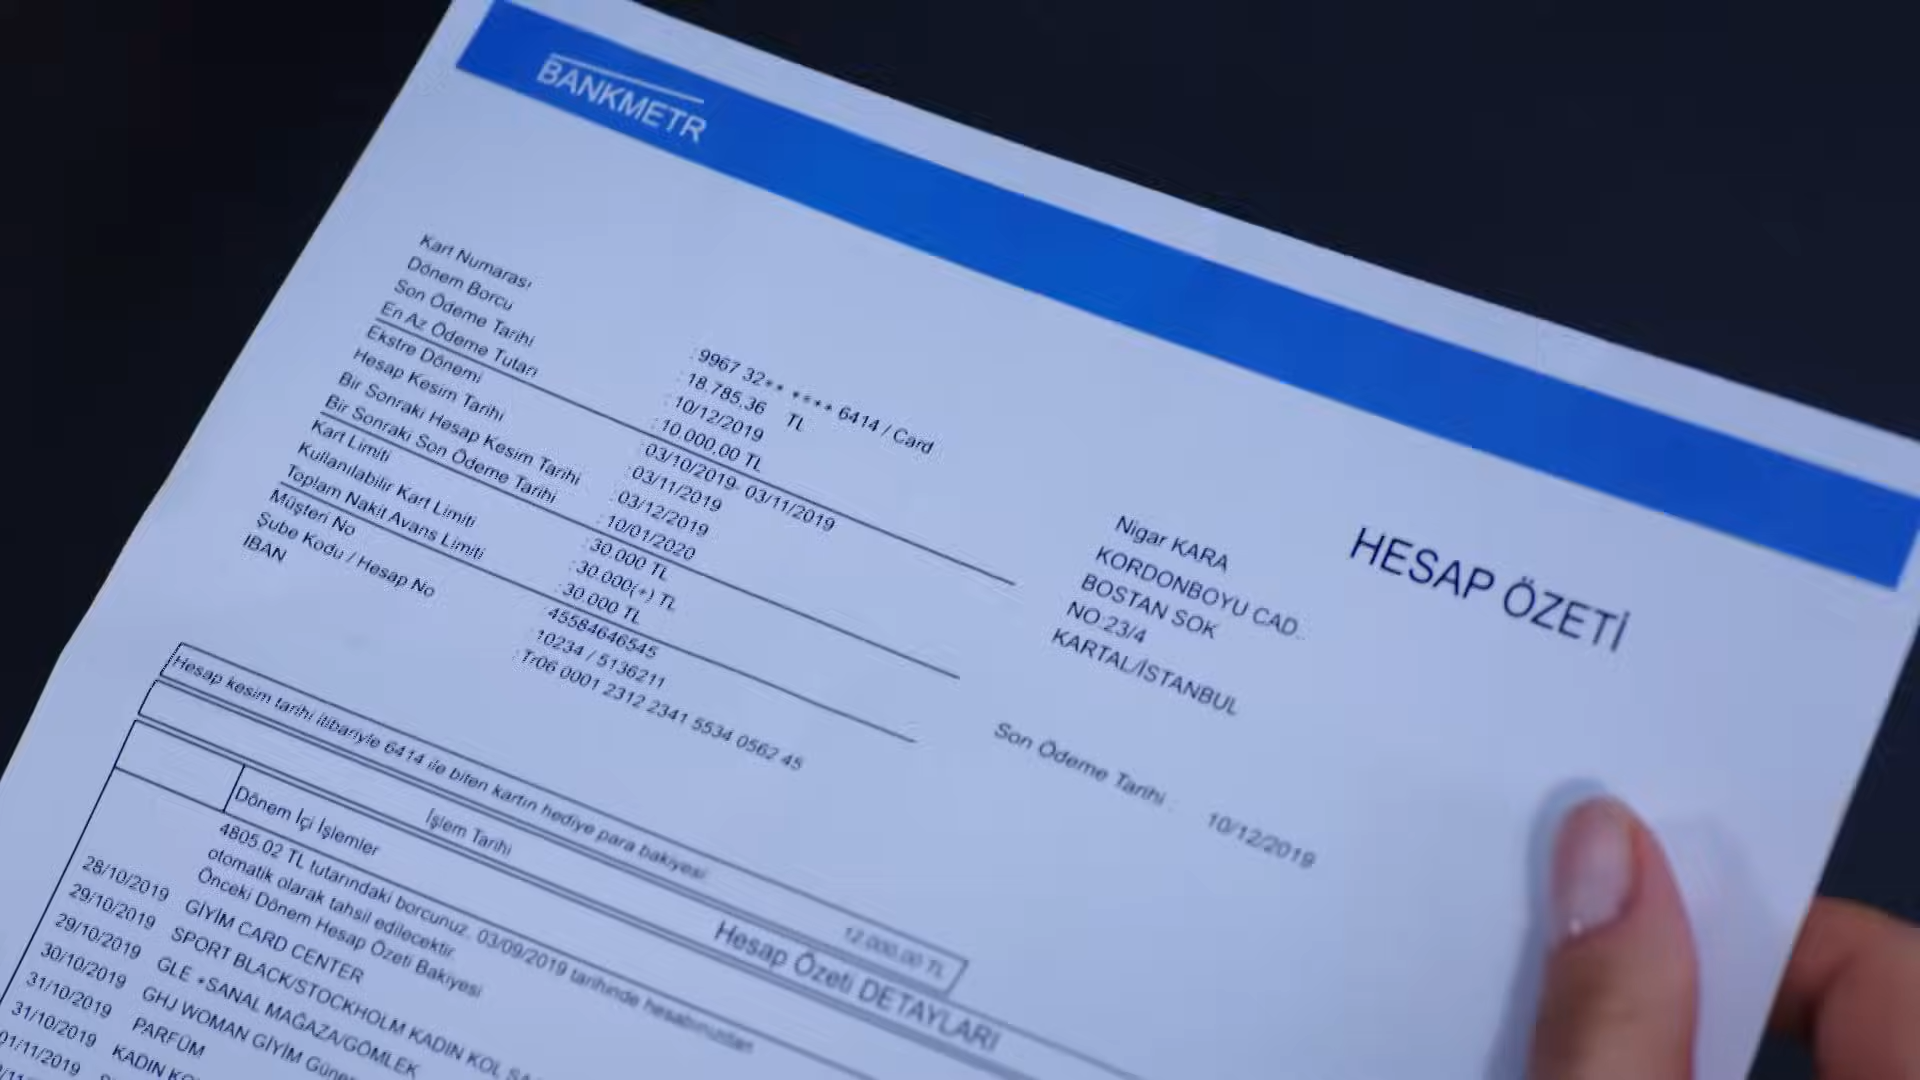 BANKMETR
HESAP ÖZETİ
Kart Numarası : 9967 32** **** 6414 / Card
Dönem Borcu : 18.785,36 TL
Son Ödeme Tarihi : 10/12/2019
En Az Ödeme Tutarı : 10.000,00 TL
Ekstre Dönemi : 03/10/2019- 03/11/2019
Hesap Kesim Tarihi : 03/11/2019
Bir Sonraki Hesap Kesim Tarihi : 03/12/2019
Bir Sonraki Son Ödeme Tarihi : 10/01/2020
Kart Limiti : 30.000 TL
Kullanılabilir Kart Limiti : 30.000(+) TL
Toplam Nakit Avans Limiti : 30.000 TL
Müşteri No : 45584646545
Şube Kodu / Hesap No : 10234 / 5136211
IBAN : Tr06 0001 2312 2341 5534 0562 45
Nigar KARA
KORDONBOYU CAD..
BOSTAN SOK
NO:23/4
KARTAL/İSTANBUL
Son Ödeme Tarihi : 10/12/2019
Hesap kesim tarihi itibariyle 6414 ile biten kartın hediye para bakiyesi: 12.000,00 TL
Hesap Özeti DETAYLARI
Dönem İçi İşlemler İşlem Tarihi
4805.02 TL tutarındaki borcunuz, 03/09/2019 tarihinde hesabınızdan
otomatik olarak tahsil edilecektir.
Önceki Dönem Hesap Özeti Bakiyesi
28/10/2019 GİYİM CARD CENTER
29/10/2019 SPORT BLACK/STOCKHOLM KADIN KOL
29/10/2019 GLE +SANAL MAĞAZA/GÖMLEK
30/10/2019 GHJ WOMAN GİYİM
31/10/2019 PARFÜM
31/10/2019 KADIN
01/11/2019